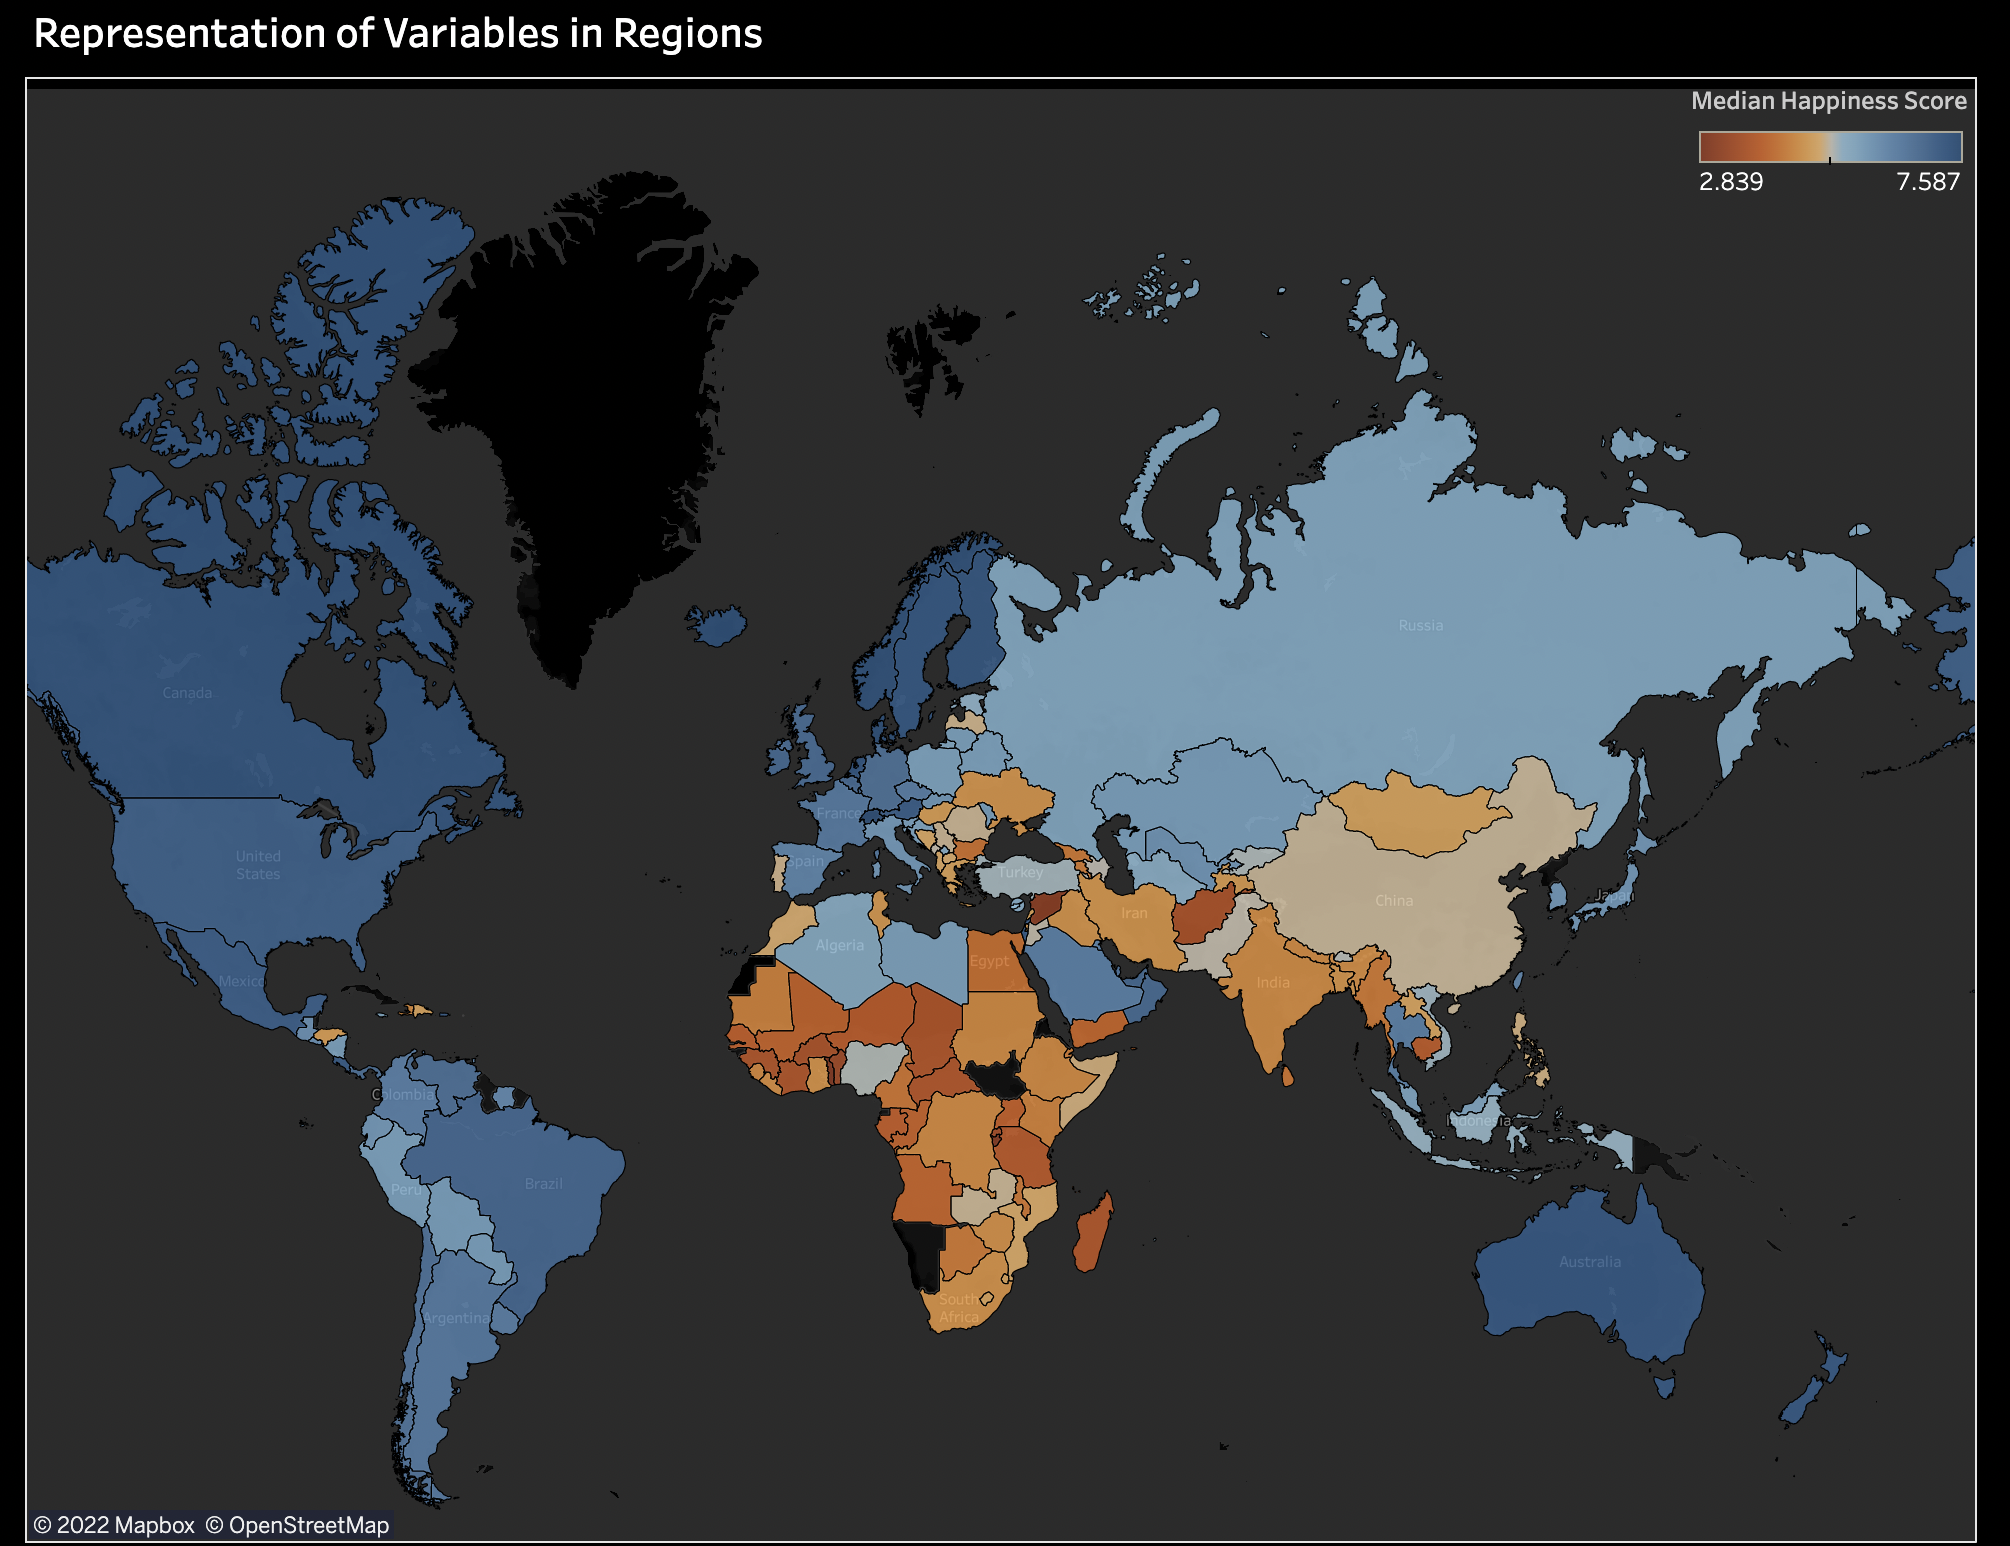 Representation of Variables in Regions
Median Happiness Score
2.839
7.587
Russia
Canada
France
United
States
Spain
Turkey
Japan
China
Iran
Algeria
Egypt
Mexico
India
Colombia
Indonesia
Brazil
Peru
Australia
South
Africa
Argentina
© 2022 Mapbox © OpenStreetMap